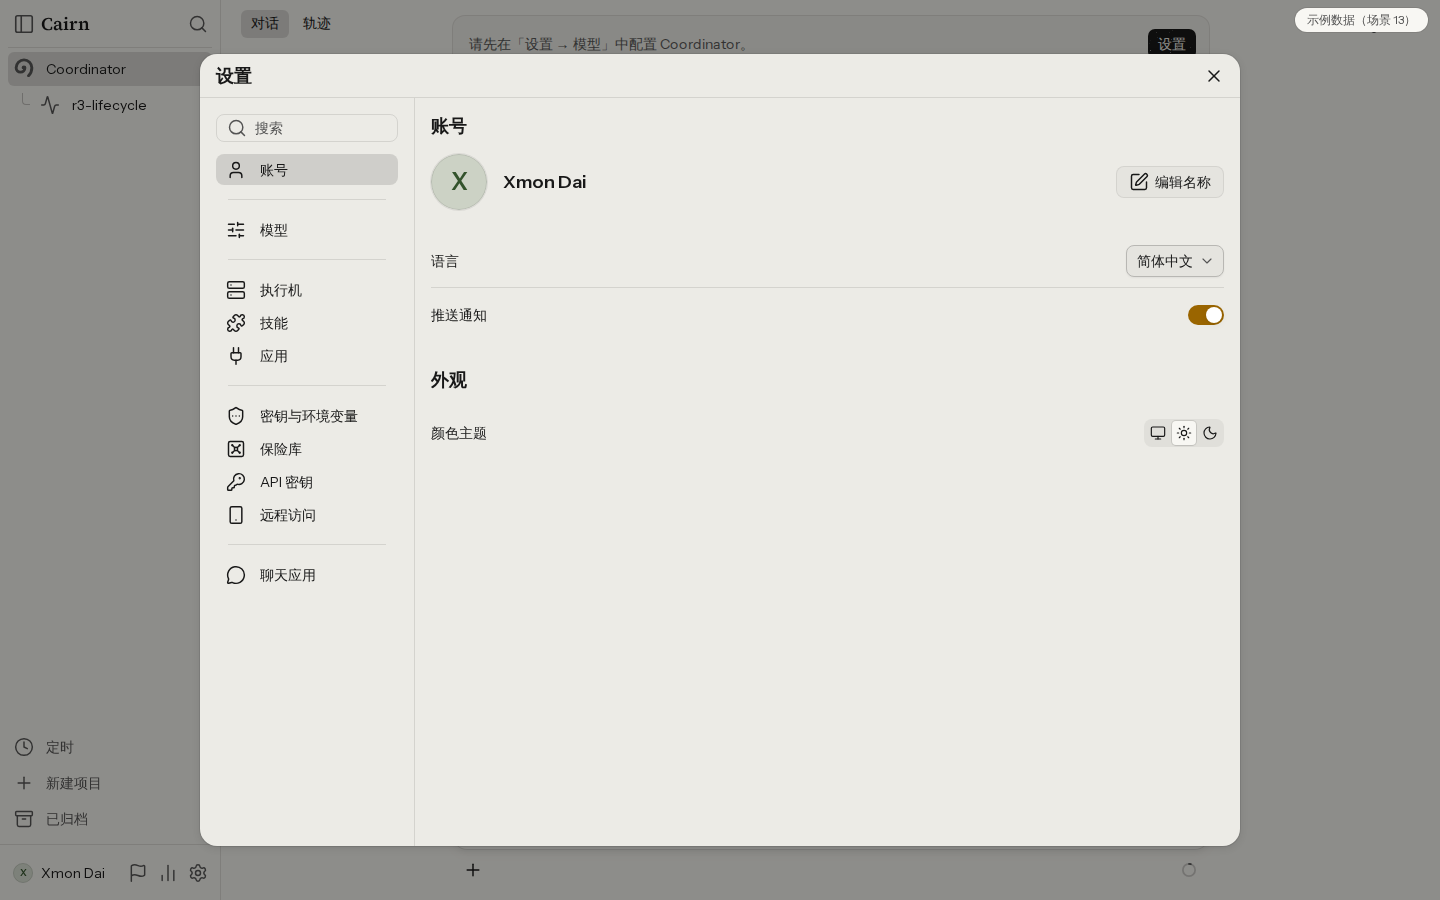 Cairn
Coordinator
r3-lifecycle
定时
新建项目
已归档
X
Xmon Dai
对话
轨迹
请先在「设置 → 模型」中配置 Coordinator。
设置
示例数据（场景 13）
设置
搜索
账号
模型
执行机
技能
应用
密钥与环境变量
保险库
API 密钥
远程访问
聊天应用
账号
X
Xmon Dai
编辑名称
语言
简体中文
推送通知
外观
颜色主题